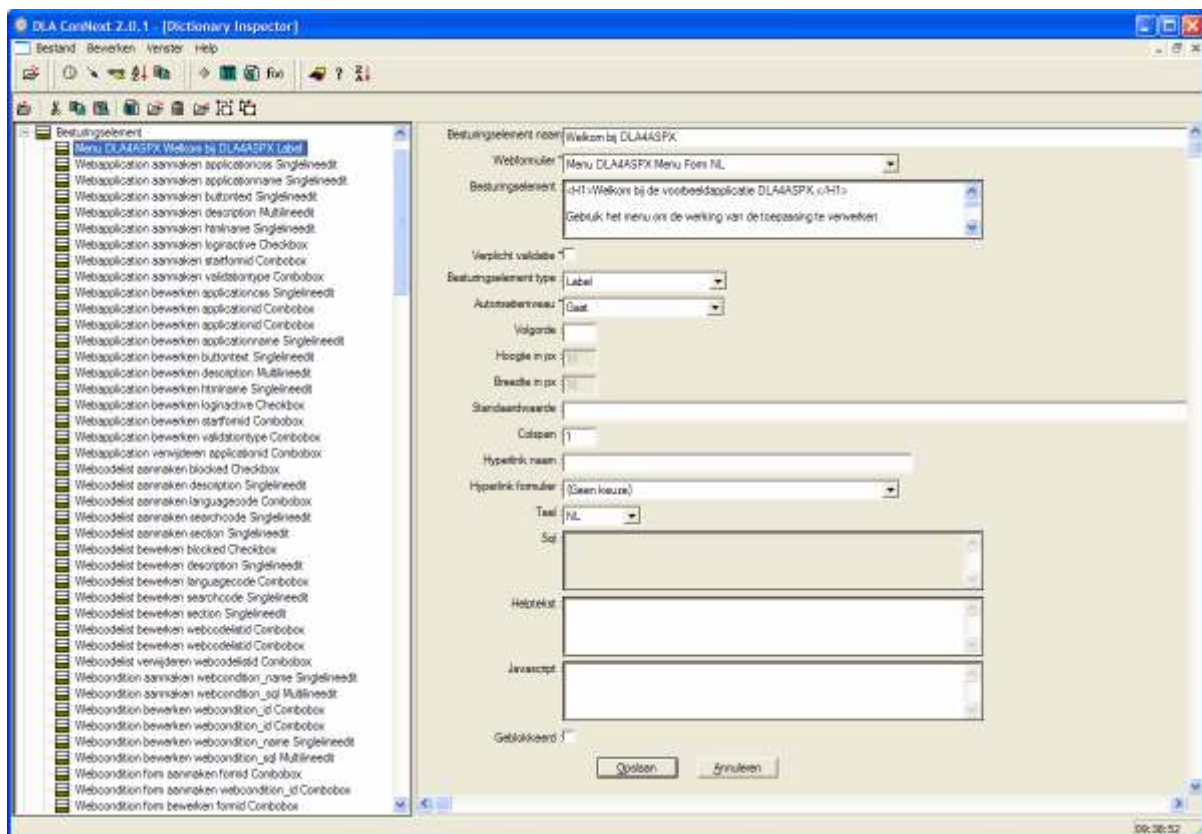 DLA ConNext 2.0.1 - [Dictionary Inspector]
Bestand Bewerken Venster Help
f(x)
Besturingselement
Menu DLA4ASPX Welkom bij DLA4ASPX Label
Webapplication aanmaken applicationcss Singlelineedit
Webapplication aanmaken applicationname Singlelineedit
Webapplication aanmaken buttontext Singlelineedit
Webapplication aanmaken description Multilineedit
Webapplication aanmaken htmlname Singlelineedit
Webapplication aanmaken loginactive Checkbox
Webapplication aanmaken startformid Combobox
Webapplication aanmaken validationtype Combobox
Webapplication bewerken applicationcss Singlelineedit
Webapplication bewerken applicationid Combobox
Webapplication bewerken applicationid Combobox
Webapplication bewerken applicationname Singlelineedit
Webapplication bewerken buttontext Singlelineedit
Webapplication bewerken description Multilineedit
Webapplication bewerken htmlname Singlelineedit
Webapplication bewerken loginactive Checkbox
Webapplication bewerken startformid Combobox
Webapplication bewerken validationtype Combobox
Webapplication verwijderen applicationid Combobox
Webcodelist aanmaken blocked Checkbox
Webcodelist aanmaken description Singlelineedit
Webcodelist aanmaken languagecode Combobox
Webcodelist aanmaken searchcode Singlelineedit
Webcodelist aanmaken section Singlelineedit
Webcodelist bewerken blocked Checkbox
Webcodelist bewerken description Singlelineedit
Webcodelist bewerken languagecode Combobox
Webcodelist bewerken searchcode Singlelineedit
Webcodelist bewerken section Singlelineedit
Webcodelist bewerken webcodelistid Combobox
Webcodelist bewerken webcodelistid Combobox
Webcodelist verwijderen webcodelistid Combobox
Webcondition aanmaken webcondition_name Singlelineedit
Webcondition aanmaken webcondition_sql Multilineedit
Webcondition bewerken webcondition_id Combobox
Webcondition bewerken webcondition_id Combobox
Webcondition bewerken webcondition_name Singlelineedit
Webcondition bewerken webcondition_sql Multilineedit
Webcondition form aanmaken formid Combobox
Webcondition form aanmaken webcondition_id Combobox
Webcondition form bewerken formid Combobox
Besturingselement naam Welkom bij DLA4ASPX
Webformulier * Menu DLA4ASPX Menu Form NL
Besturingselement <H1>Welkom bij de voorbeeldapplicatie DLA4ASPX.</H1>
Gebruik het menu om de werking van de toepassing te verwerken
Verplicht validatie *
Besturingselement type : Label
Autorisatieniveau * Gast
Volgorde :
Hoogte in px :
Breedte in px :
Standaardwaarde :
Colspan : 1
Hyperlink naam :
Hyperlink formulier : (Geen keuze)
Taal : NL
Sql :
Helptekst :
Javascript :
Geblokkeerd :
Opslaan Annuleren
09:38:52